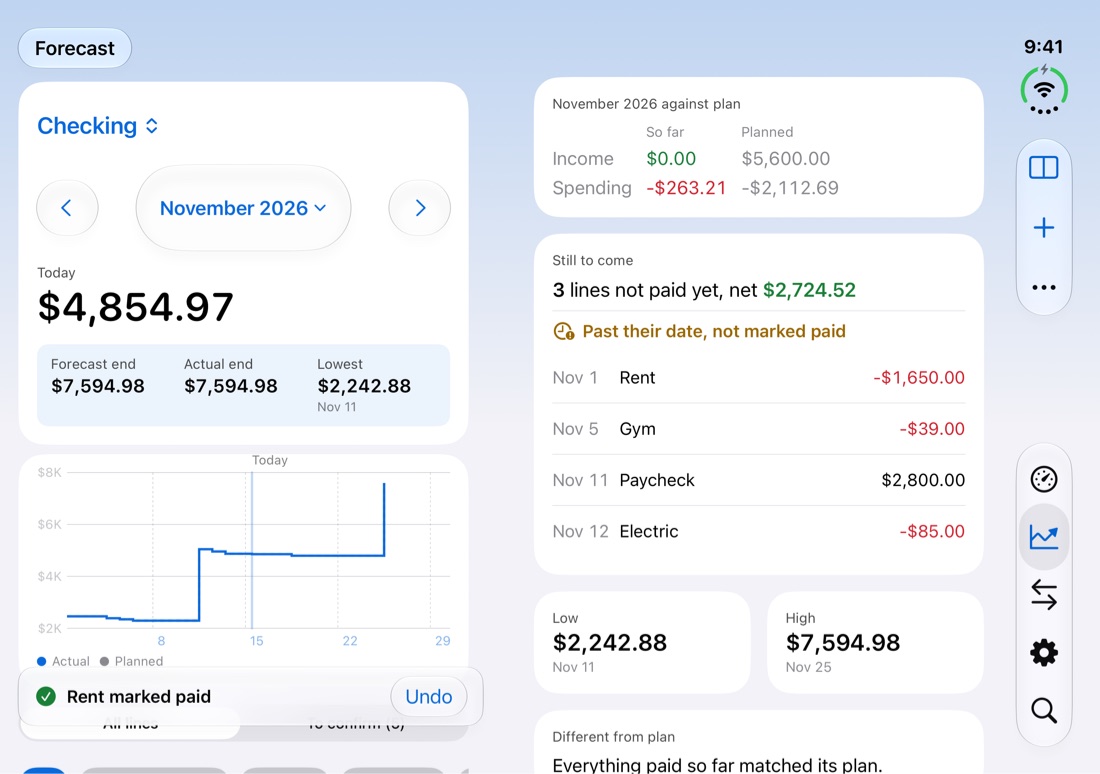 Forecast
9:41
Checking
November 2026
Today
$4,854.97
Forecast end
$7,594.98
Actual end
$7,594.98
Lowest
$2,242.88
Nov 11
Today
$8K
$6K
$4K
$2K
8
15
22
29
Actual
Planned
Rent marked paid
Undo
All lines
November 2026 against plan
So far
Planned
Income
$0.00
$5,600.00
Spending
-$263.21
-$2,112.69
Still to come
3 lines not paid yet, net $2,724.52
Past their date, not marked paid
Nov 1
Rent
-$1,650.00
Nov 5
Gym
-$39.00
Nov 11
Paycheck
$2,800.00
Nov 12
Electric
-$85.00
Low
$2,242.88
Nov 11
High
$7,594.98
Nov 25
Different from plan
Everything paid so far matched its plan.